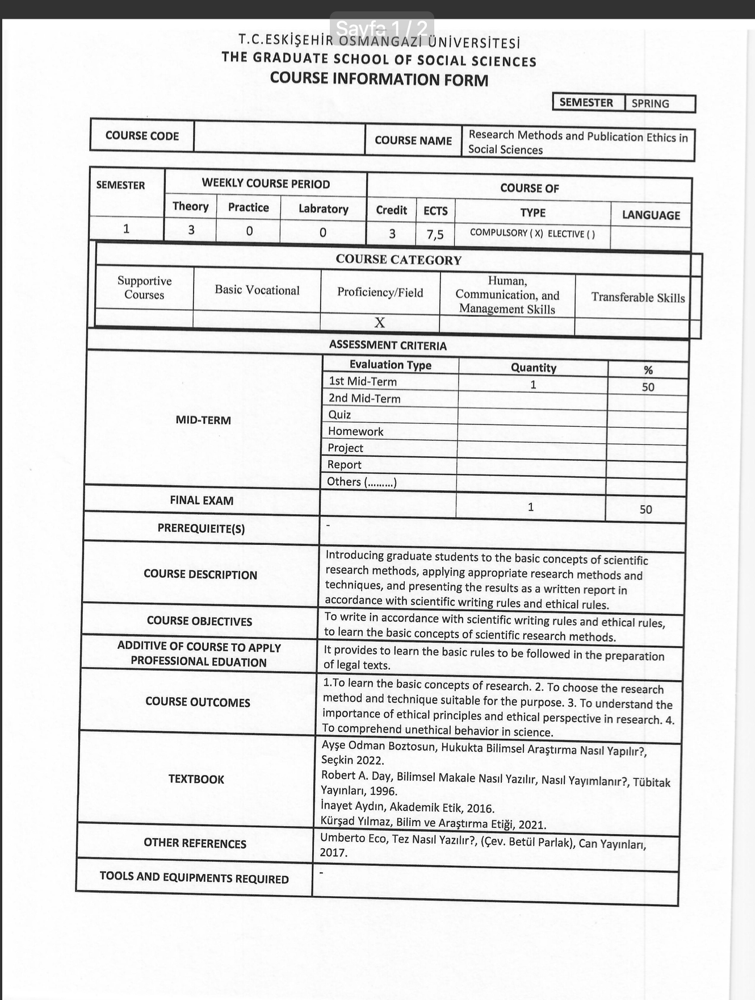 Sayfa 1 / 2
T.C.ESKİŞEHİR OSMANGAZİ ÜNİVERSİTESİ
THE GRADUATE SCHOOL OF SOCIAL SCIENCES
COURSE INFORMATION FORM
SEMESTER SPRING
COURSE CODE
COURSE NAME
Research Methods and Publication Ethics in
Social Sciences
SEMESTER
WEEKLY COURSE PERIOD
COURSE OF
Theory Practice Labratory Credit ECTS TYPE LANGUAGE
1 3 0 0 3 7,5 COMPULSORY ( X) ELECTIVE ( )
COURSE CATEGORY
Supportive
Courses
Basic Vocational
Proficiency/Field
Human,
Communication, and
Management Skills
Transferable Skills
X
ASSESSMENT CRITERIA
MID-TERM
Evaluation Type Quantity %
1st Mid-Term 1 50
2nd Mid-Term
Quiz
Homework
Project
Report
Others (.........)
FINAL EXAM 1 50
PREREQUIEITE(S) -
COURSE DESCRIPTION
Introducing graduate students to the basic concepts of scientific
research methods, applying appropriate research methods and
techniques, and presenting the results as a written report in
accordance with scientific writing rules and ethical rules.
COURSE OBJECTIVES
To write in accordance with scientific writing rules and ethical rules,
to learn the basic concepts of scientific research methods.
ADDITIVE OF COURSE TO APPLY
PROFESSIONAL EDUATION
It provides to learn the basic rules to be followed in the preparation
of legal texts.
COURSE OUTCOMES
1.To learn the basic concepts of research. 2. To choose the research
method and technique suitable for the purpose. 3. To understand the
importance of ethical principles and ethical perspective in research. 4.
To comprehend unethical behavior in science.
TEXTBOOK
Ayşe Odman Boztosun, Hukukta Bilimsel Araştırma Nasıl Yapılır?,
Seçkin 2022.
Robert A. Day, Bilimsel Makale Nasıl Yazılır, Nasıl Yayımlanır?, Tübitak
Yayınları, 1996.
İnayet Aydın, Akademik Etik, 2016.
Kürşad Yılmaz, Bilim ve Araştırma Etiği, 2021.
OTHER REFERENCES
Umberto Eco, Tez Nasıl Yazılır?, (Çev. Betül Parlak), Can Yayınları,
2017.
TOOLS AND EQUIPMENTS REQUIRED -